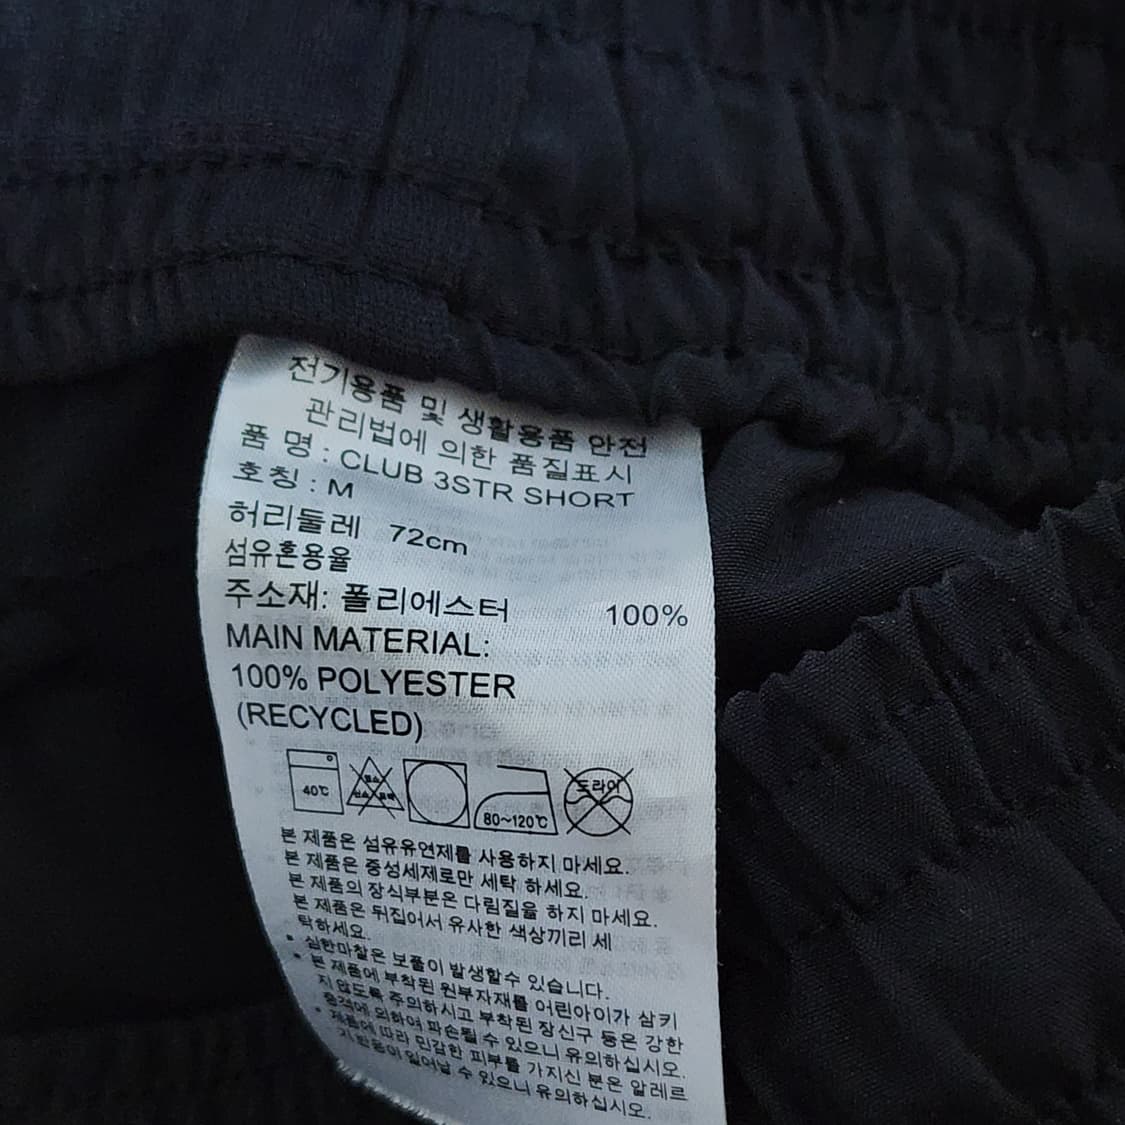 전기용품 및 생활용품 안전
관리법에 의한 품질표시
품 명 : CLUB 3STR SHORT
호칭 : M
허리둘레 72cm
섬유혼용율
주소재: 폴리에스터 100%
MAIN MATERIAL:
100% POLYESTER
(RECYCLED)
40℃
80~120℃
드라이
본 제품은 섬유유연제를 사용하지 마세요.
본 제품은 중성세제로만 세탁 하세요.
본 제품의 장식부분은 다림질을 하지 마세요.
본 제품은 뒤집어서 유사한 색상끼리 세
탁하세요.
• 심한마찰은 보풀이 발생할수 있습니다.
• 본 제품에 부착된 원부자재를 어린아이가 삼키
지 않도록 주의하시고 부착된 장신구 등은 강한
충격에 의하여 파손될 수 있으니 유의하십시오.
• 제품에 따라 민감한 피부를 가지신 분은 알레르
기 반응이 일어날 수 있으니 유의하십시오.